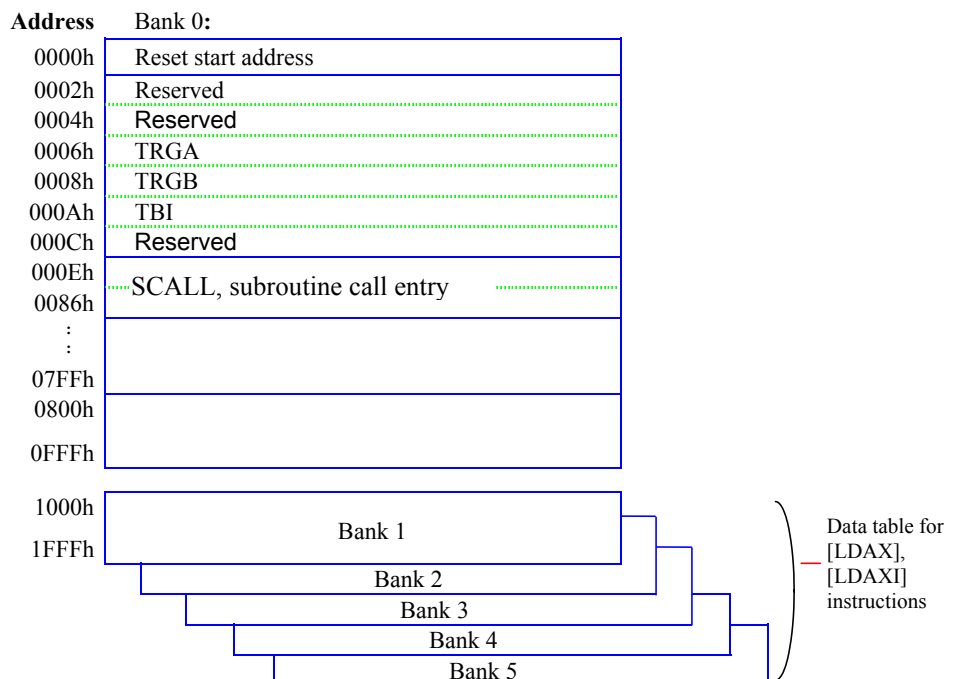 Address Bank 0:
0000h Reset start address
0002h Reserved
0004h Reserved
0006h TRGA
0008h TRGB
000Ah TBI
000Ch Reserved
000Eh
SCALL, subroutine call entry
0086h
:
:
07FFh
0800h
0FFFh
1000h
Bank 1
1FFFh
Bank 2
Bank 3
Bank 4
Bank 5
Data table for
[LDAX],
[LDAXI]
instructions